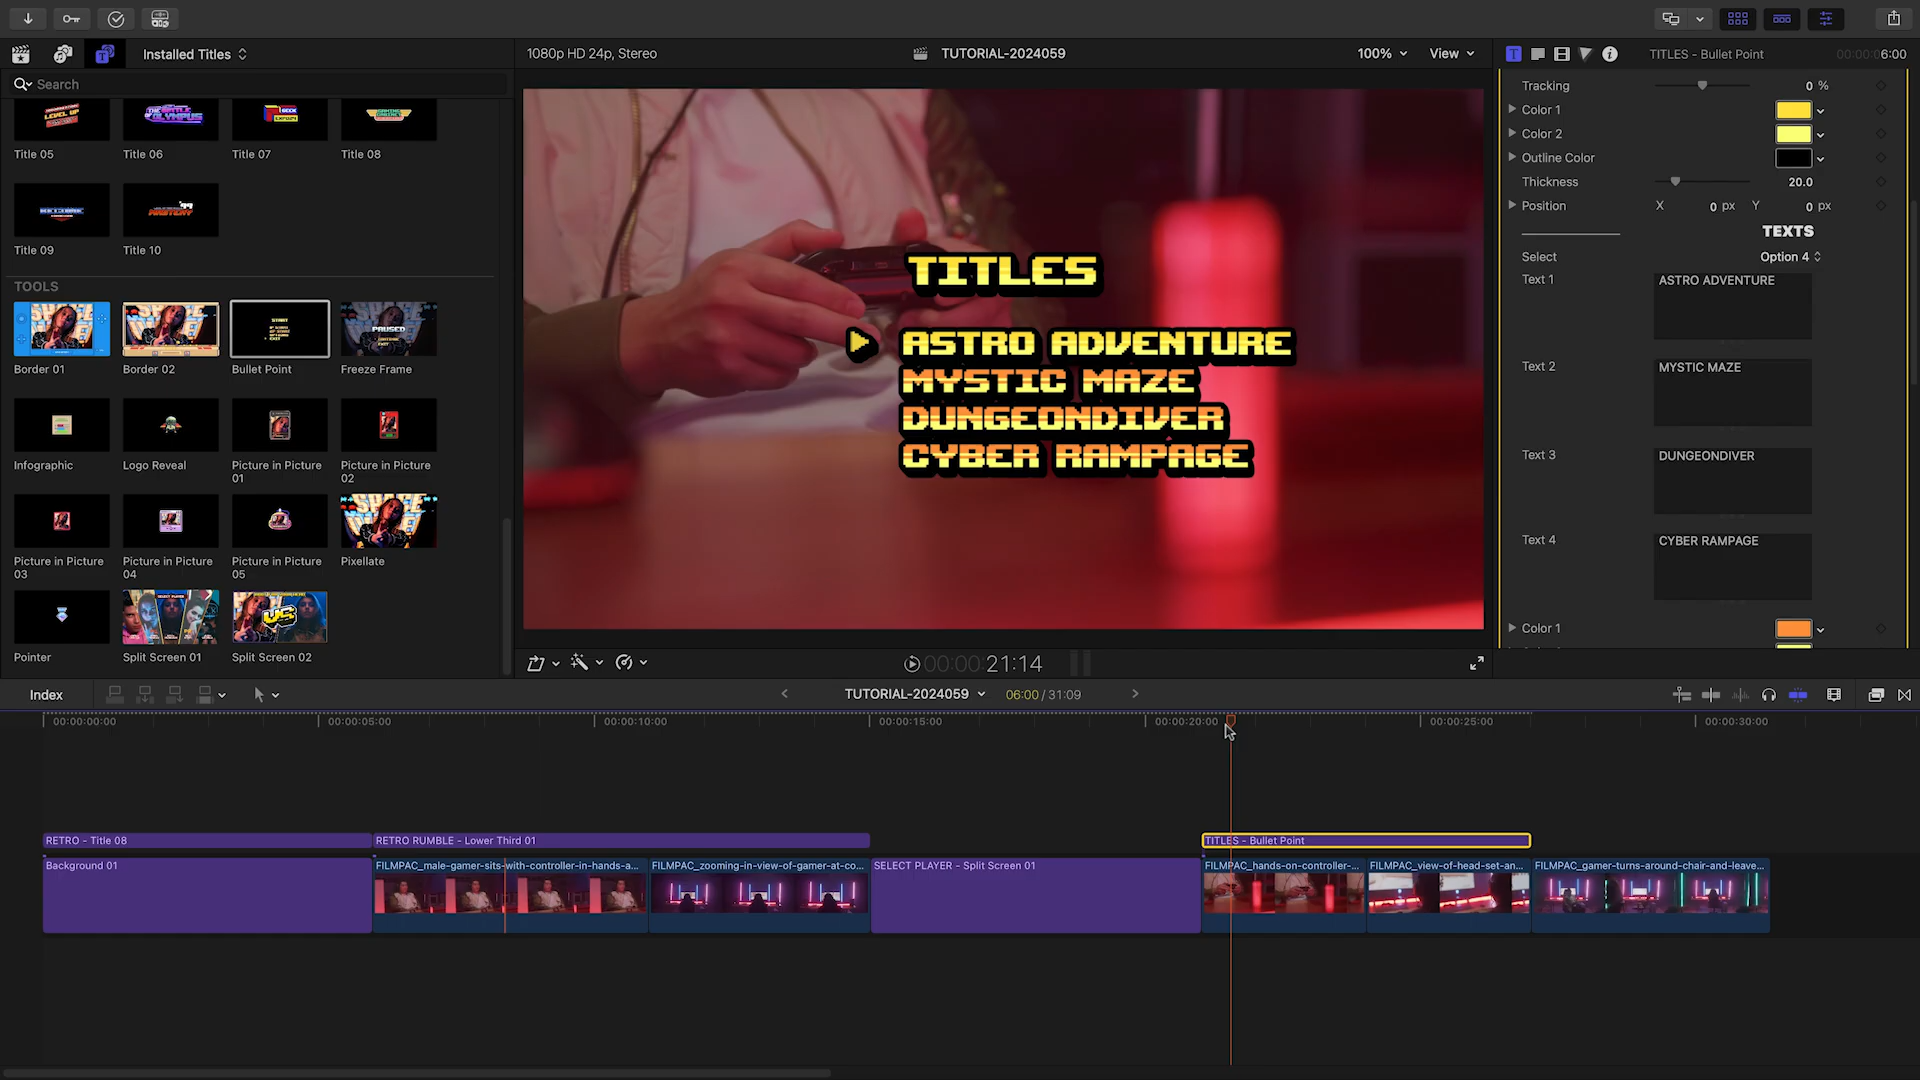 Installed Titles
1080p HD 24p, Stereo
TUTORIAL-2024059
100%
View
TITLES - Bullet Point
00:00:06:00
Search
Title 05
Title 06
Title 07
Title 08
Title 09
Title 10
TOOLS
Border 01
Border 02
Bullet Point
Freeze Frame
Infographic
Logo Reveal
Picture in Picture 01
Picture in Picture 02
Picture in Picture 03
Picture in Picture 04
Picture in Picture 05
Pixellate
Pointer
Split Screen 01
Split Screen 02
TITLES
ASTRO ADVENTURE
MYSTIC MAZE
DUNGEONDIVER
CYBER RAMPAGE
Tracking 0 %
Color 1
Color 2
Outline Color
Thickness 20.0
Position X 0 px Y 0 px
TEXTS
Select Option 4
Text 1 ASTRO ADVENTURE
Text 2 MYSTIC MAZE
Text 3 DUNGEONDIVER
Text 4 CYBER RAMPAGE
Color 1
00:00:00:21:14
Index
TUTORIAL-2024059
06:00 / 31:09
00:00:00:00
00:00:05:00
00:00:10:00
00:00:15:00
00:00:20:00
00:00:25:00
00:00:30:00
RETRO - Title 08
RETRO RUMBLE - Lower Third 01
TITLES - Bullet Point
Background 01
FILMPAC_male-gamer-sits-with-controller-in-hands-a...
FILMPAC_zooming-in-view-of-gamer-at-co...
SELECT PLAYER - Split Screen 01
FILMPAC_hands-on-controller-...
FILMPAC_view-of-head-set-an...
FILMPAC_gamer-turns-around-chair-and-leave...